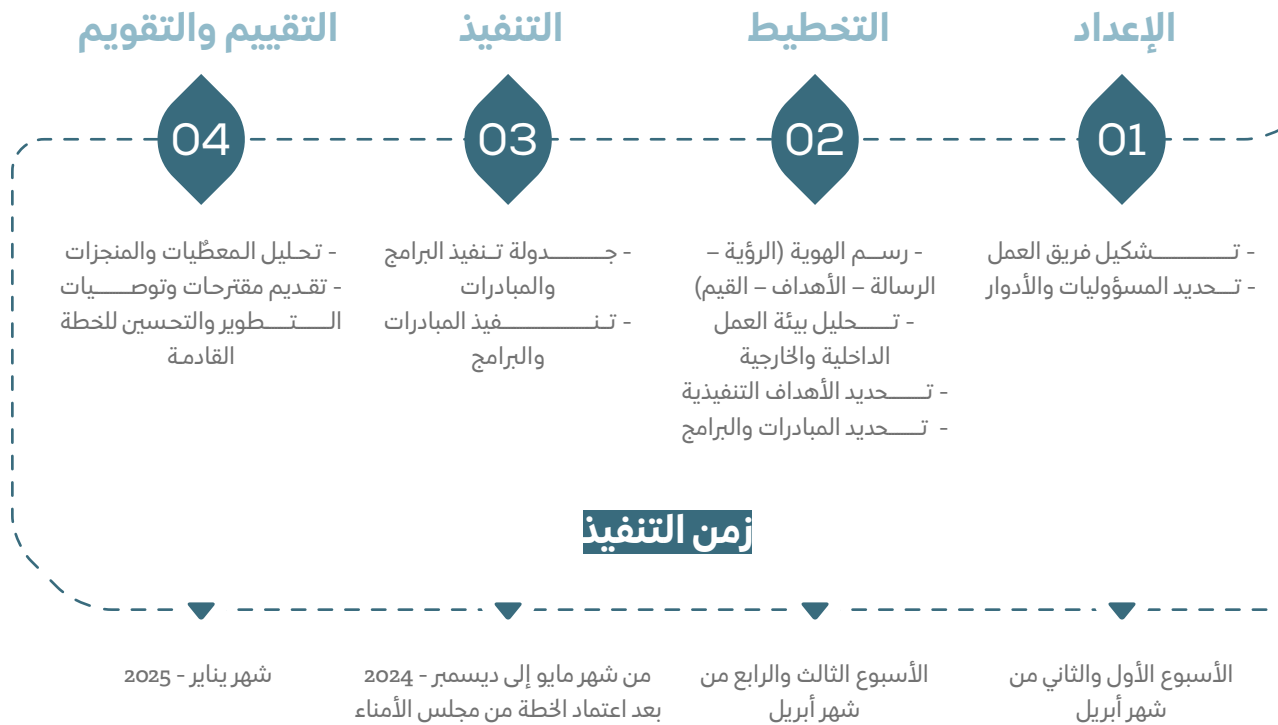 الإعداد
01
- تشكيل فريق العمل
- تحديد المسؤوليات والأدوار
التخطيط
02
- رسم الهوية (الرؤية –
الرسالة – الأهداف – القيم)
- تحليل بيئة العمل
الداخلية والخارجية
- تحديد الأهداف التنفيذية
- تحديد المبادرات والبرامج
التنفيذ
03
- جدولة تنفيذ البرامج
والمبادرات
- تنفيذ المبادرات
والبرامج
التقييم والتقويم
04
- تحليل المعطٌيات والمنجزات
- تقديم مقترحات وتوصيات
التطوير والتحسين للخطة
القادمة
زمن التنفيذ
الأسبوع الأول والثاني من
شهر أبريل
الأسبوع الثالث والرابع من
شهر أبريل
من شهر مايو إلى ديسمبر - 2024
بعد اعتماد الخطة من مجلس الأمناء
شهر يناير - 2025